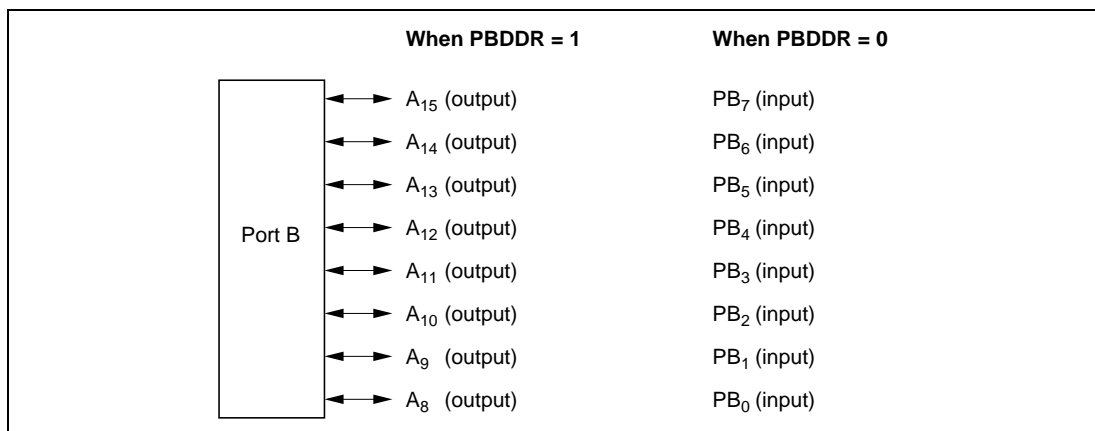 When PBDDR = 1 When PBDDR = 0
A₁₅ (output) PB₇ (input)
A₁₄ (output) PB₆ (input)
A₁₃ (output) PB₅ (input)
Port B A₁₂ (output) PB₄ (input)
A₁₁ (output) PB₃ (input)
A₁₀ (output) PB₂ (input)
A₉ (output) PB₁ (input)
A₈ (output) PB₀ (input)